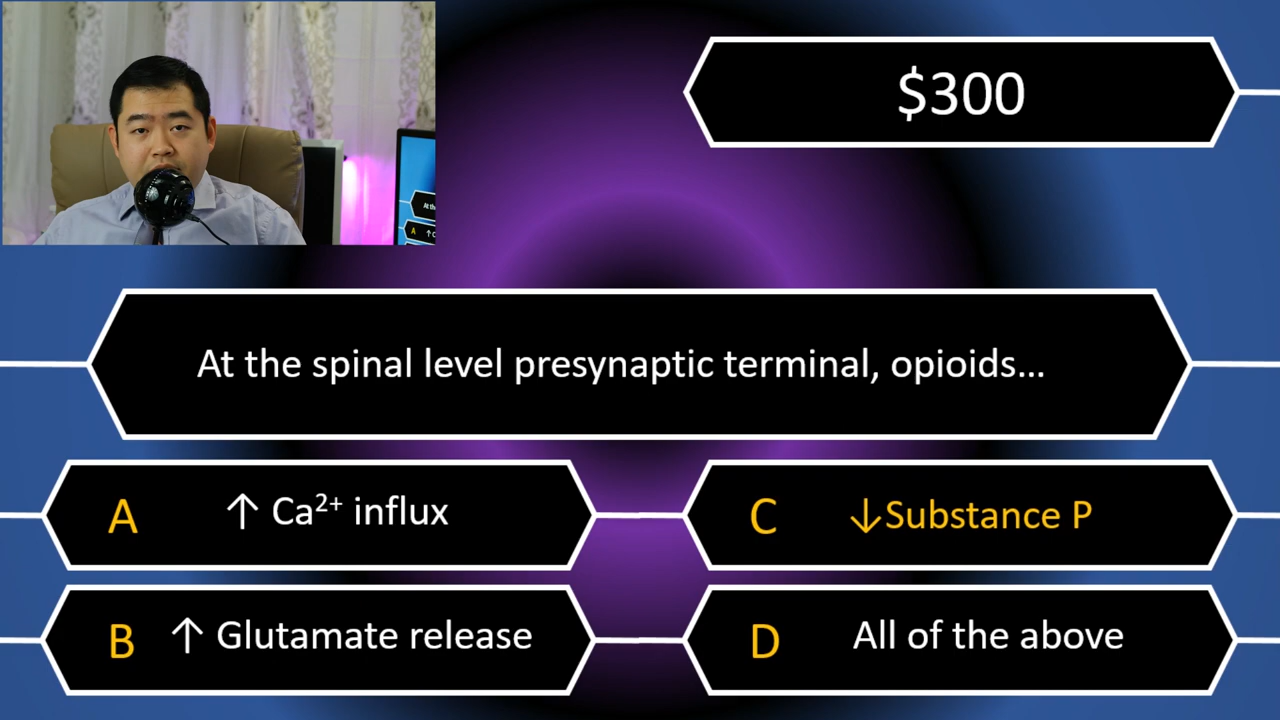 $300
At the spinal level presynaptic terminal, opioids...
A ↑ Ca²⁺ influx
C ↓Substance P
B ↑ Glutamate release
D All of the above